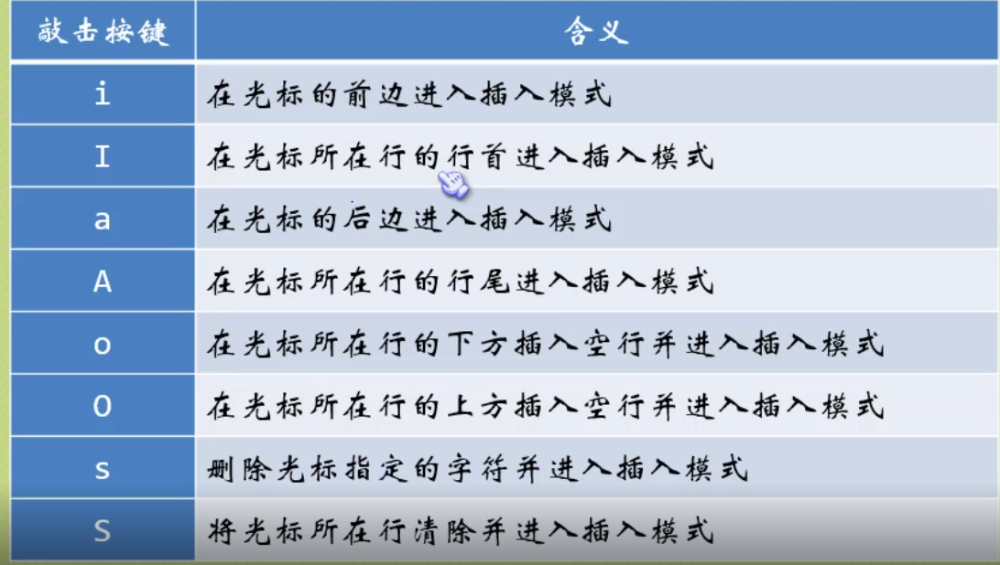 敲击按键 含义
i 在光标的前边进入插入模式
I 在光标所在行的行首进入插入模式
a 在光标的后边进入插入模式
A 在光标所在行的行尾进入插入模式
o 在光标所在行的下方插入空行并进入插入模式
O 在光标所在行的上方插入空行并进入插入模式
s 删除光标指定的字符并进入插入模式
S 将光标所在行清除并进入插入模式